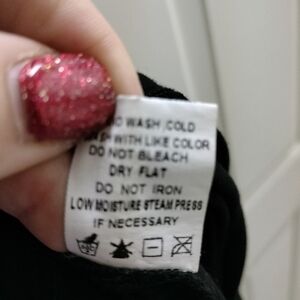 WASH COLD
WITH LIKE COLOR
DO NOT BLEACH
DRY FLAT
DO NOT IRON
LOW MOISTURE STEAM PRESS
IF NECESSARY